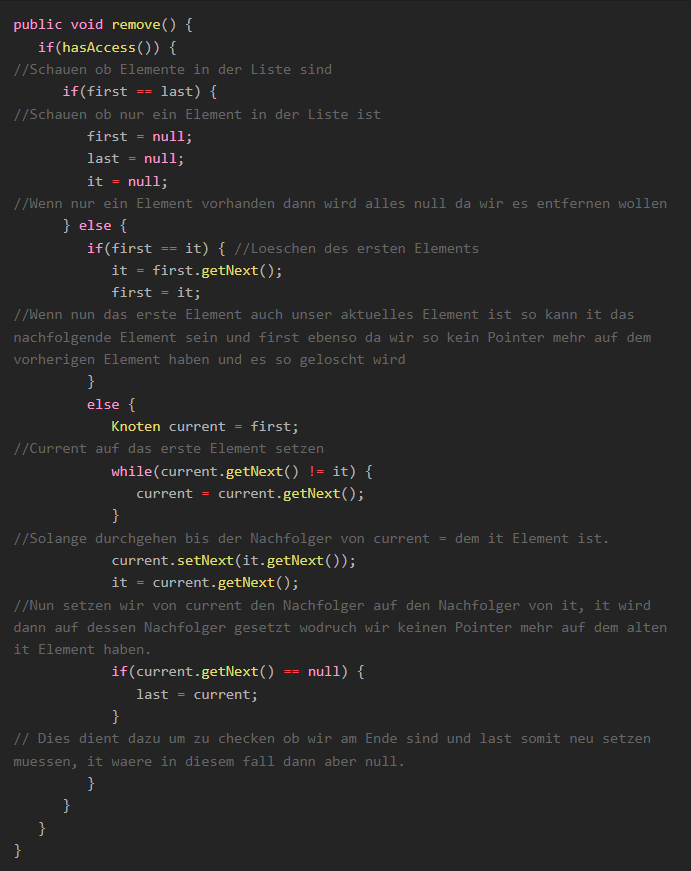 public void remove() {
if(hasAccess()) {
//Schauen ob Elemente in der Liste sind
if(first == last) {
//Schauen ob nur ein Element in der Liste ist
first = null;
last = null;
it = null;
//Wenn nur ein Element vorhanden dann wird alles null da wir es entfernen wollen
} else {
if(first == it) { //Loeschen des ersten Elements
it = first.getNext();
first = it;
//Wenn nun das erste Element auch unser aktuelles Element ist so kann it das
nachfolgende Element sein und first ebenso da wir so kein Pointer mehr auf dem
vorherigen Element haben und es so geloscht wird
}
else {
Knoten current = first;
//Current auf das erste Element setzen
while(current.getNext() != it) {
current = current.getNext();
}
//Solange durchgehen bis der Nachfolger von current = dem it Element ist.
current.setNext(it.getNext());
it = current.getNext();
//Nun setzen wir von current den Nachfolger auf den Nachfolger von it, it wird
dann auf dessen Nachfolger gesetzt wodruch wir keinen Pointer mehr auf dem alten
it Element haben.
if(current.getNext() == null) {
last = current;
}
// Dies dient dazu um zu checken ob wir am Ende sind und last somit neu setzen
muessen, it waere in diesem fall dann aber null.
}
}
}
}